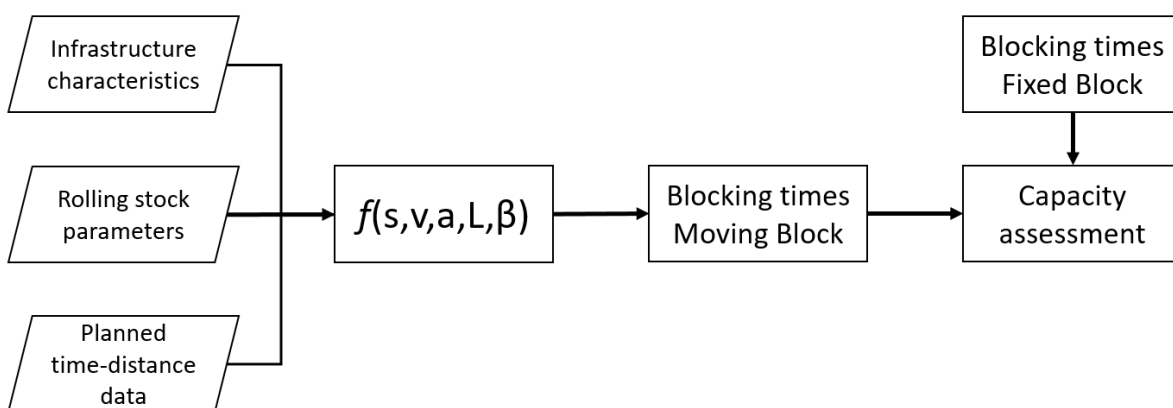 Infrastructure
characteristics
Rolling stock
parameters
Planned
time-distance
data
f(s,v,a,L,β)
Blocking times
Moving Block
Blocking times
Fixed Block
Capacity
assessment